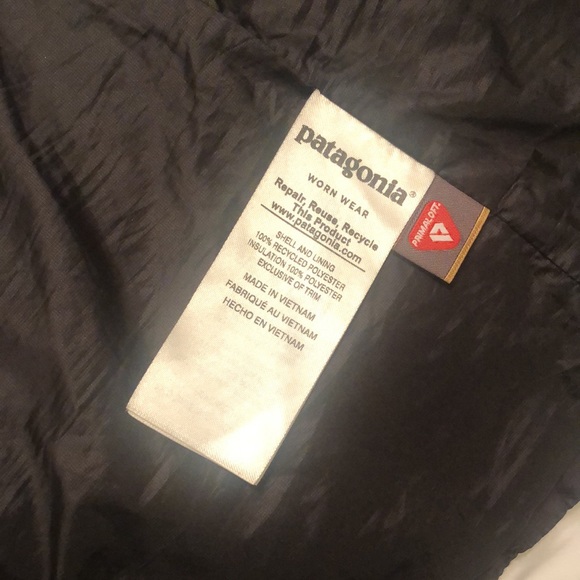 patagonia®
WORN WEAR
Repair, Reuse, Recycle
This Product
www.patagonia.com
SHELL AND LINING
100% RECYCLED POLYESTER
INSULATION 100% POLYESTER
EXCLUSIVE OF TRIM
MADE IN VIETNAM
FABRIQUÉ AU VIETNAM
HECHO EN VIETNAM
PRIMALOFT®